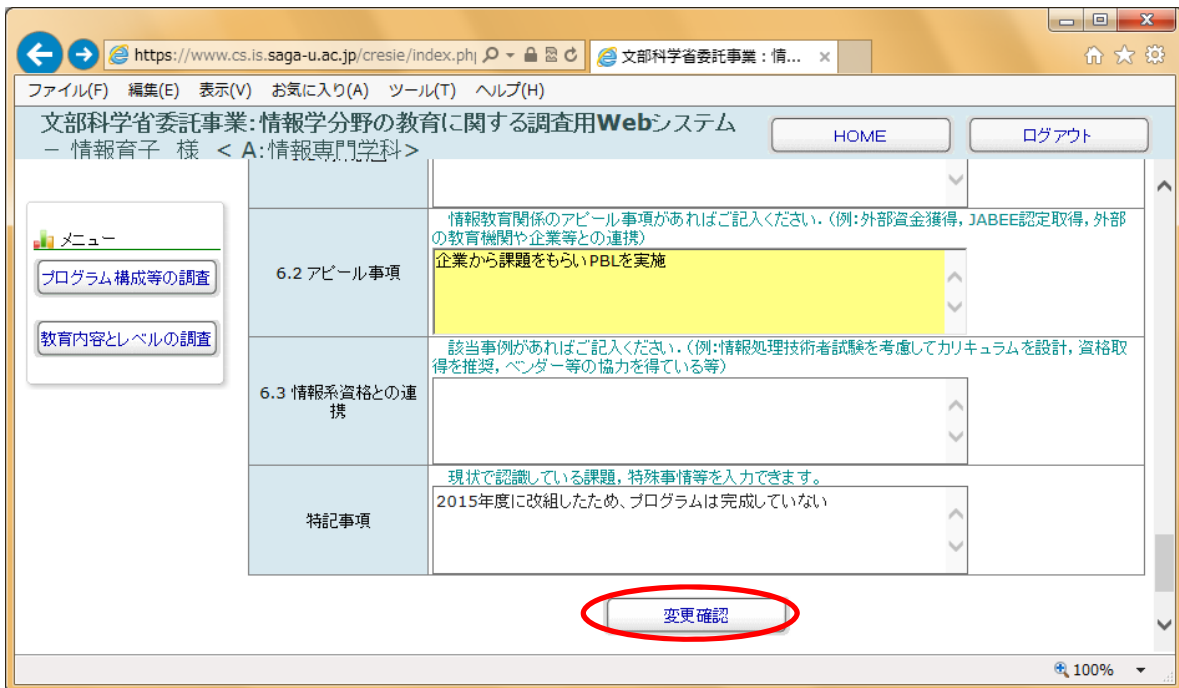 https://www.cs.is.saga-u.ac.jp/cresie/index.ph
文部科学省委託事業：情...
ファイル(F) 編集(E) 表示(V) お気に入り(A) ツール(T) ヘルプ(H)
文部科学省委託事業:情報学分野の教育に関する調査用Webシステム
－ 情報育子 様 ＜ A:情報専門学科＞
HOME
ログアウト
メニュー
プログラム構成等の調査
教育内容とレベルの調査
6.2 アピール事項
情報教育関係のアピール事項があればご記入ください．（例:外部資金獲得，JABEE認定取得，外部
の教育機関や企業等との連携）
企業から課題をもらいPBLを実施
6.3 情報系資格との連
携
該当事例があればご記入ください．（例:情報処理技術者試験を考慮してカリキュラムを設計，資格取
得を推奨，ベンダー等の協力を得ている等）
特記事項
現状で認識している課題，特殊事情等を入力できます。
2015年度に改組したため、プログラムは完成していない
変更確認
100%